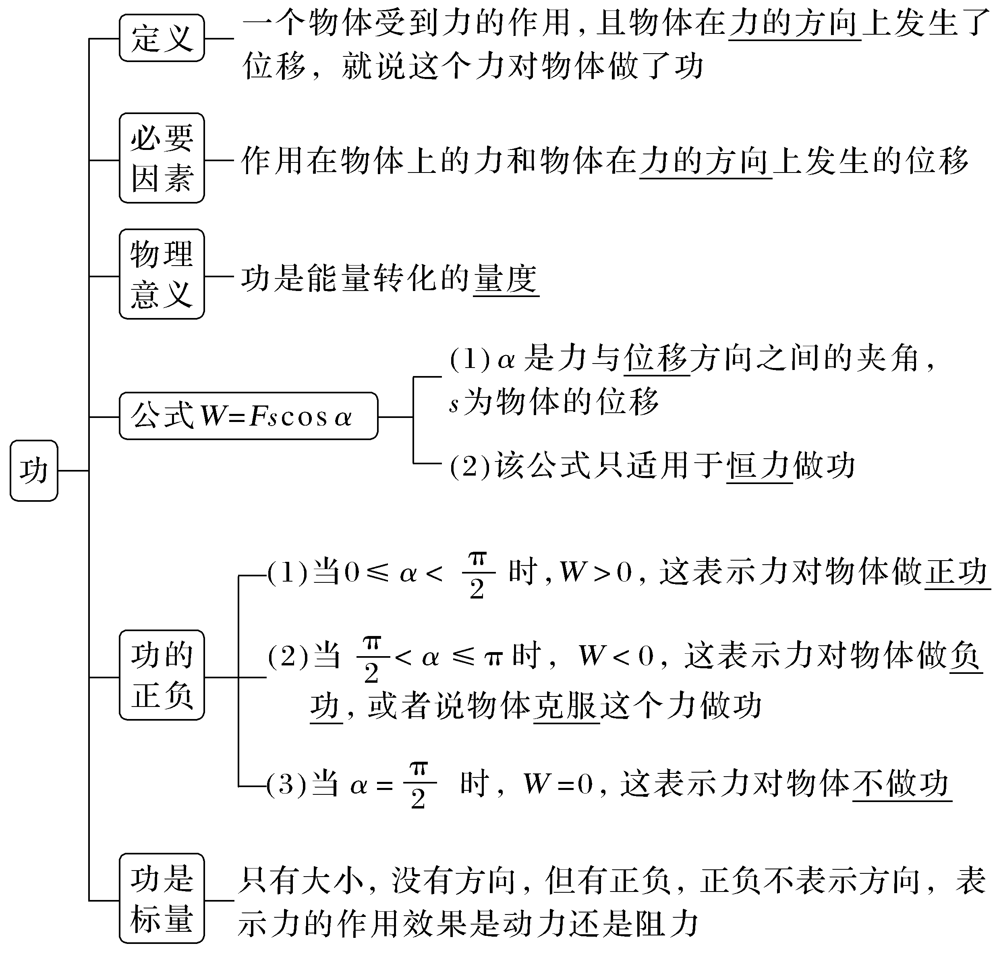 功
定义
一个物体受到力的作用,且物体在力的方向上发生了
位移，就说这个力对物体做了功
必要
因素
作用在物体上的力和物体在力的方向上发生的位移
物理
意义
功是能量转化的量度
公式W=Fscosα
(1)α是力与位移方向之间的夹角，
s为物体的位移
(2)该公式只适用于恒力做功
功的
正负
(1)当0≤α<π/2时,W>0，这表示力对物体做正功
(2)当π/2<α≤π时，W<0，这表示力对物体做负
功，或者说物体克服这个力做功
(3)当α=π/2时，W=0，这表示力对物体不做功
功是
标量
只有大小，没有方向，但有正负，正负不表示方向，表
示力的作用效果是动力还是阻力